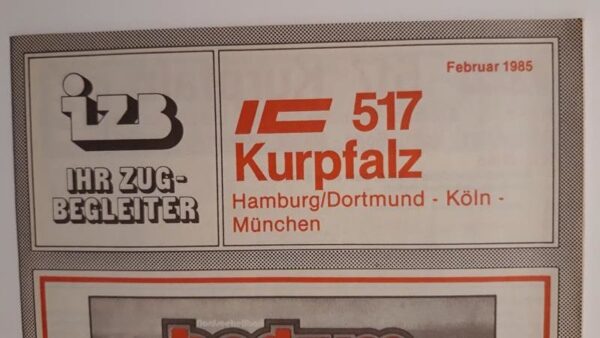 izB
IHR ZUG-
BEGLEITER
Februar 1985
IC 517
Kurpfalz
Hamburg/Dortmund - Köln -
München